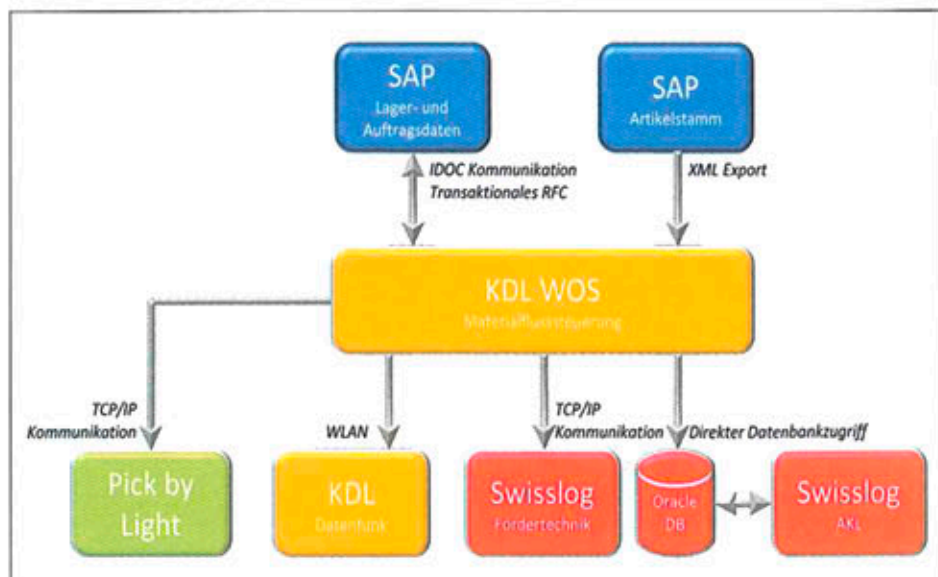 SAP
Lager- und
Auftragsdaten
SAP
Artikelstamm
IDOC Kommunikation
Transaktionales RFC
XML Export
KDL WOS
Materialflusssteuerung
TCP/IP
Kommunikation
WLAN
TCP/IP
Kommunikation
Direkter Datenbankzugriff
Pick by
Light
KDL
Datenfunk
Swisslog
Fördertechnik
Oracle
DB
Swisslog
AKL